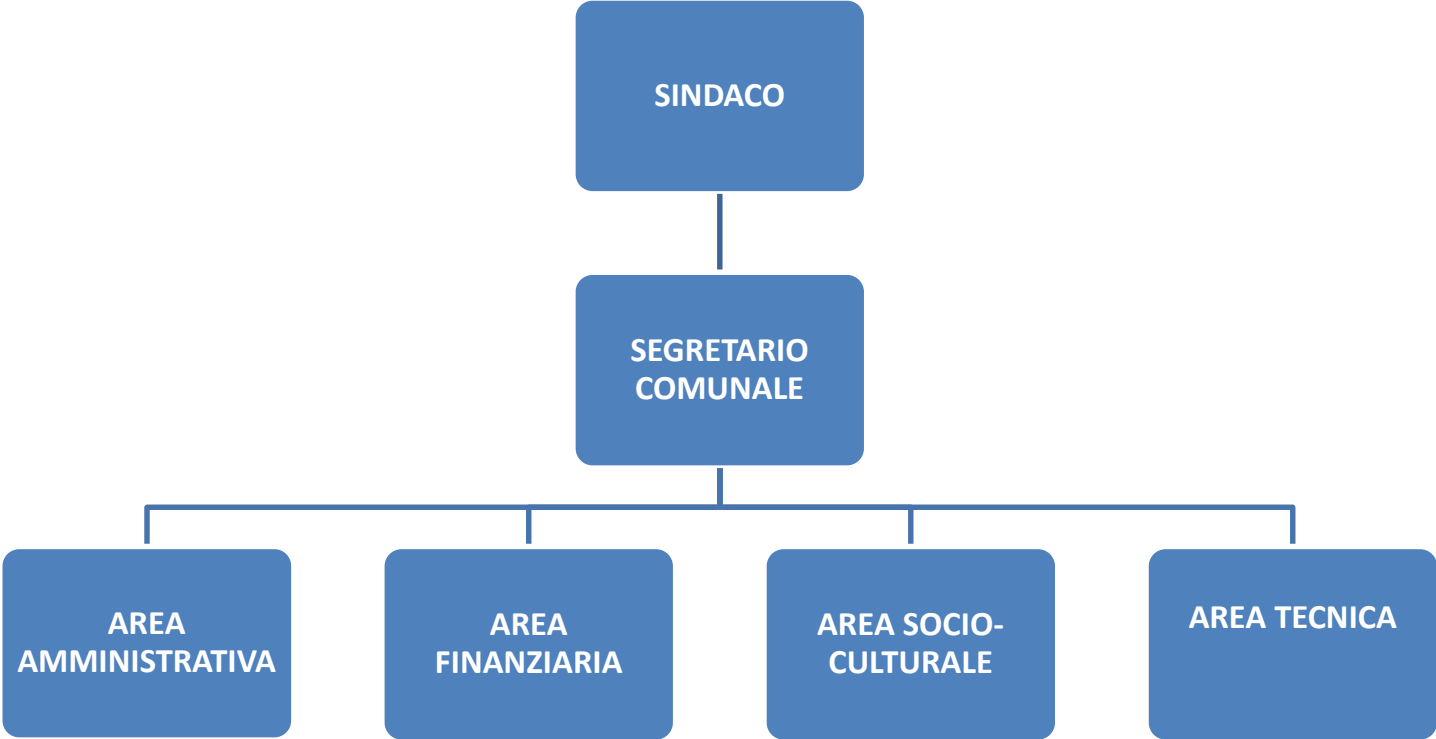 SINDACO
SEGRETARIO
COMUNALE
AREA
AMMINISTRATIVA
AREA
FINANZIARIA
AREA SOCIO-
CULTURALE
AREA TECNICA